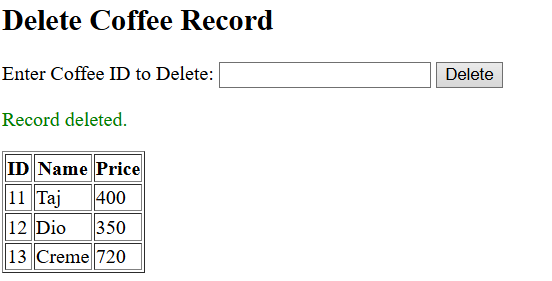 Delete Coffee Record
Enter Coffee ID to Delete: Delete
Record deleted.
ID Name Price
11 Taj 400
12 Dio 350
13 Creme 720